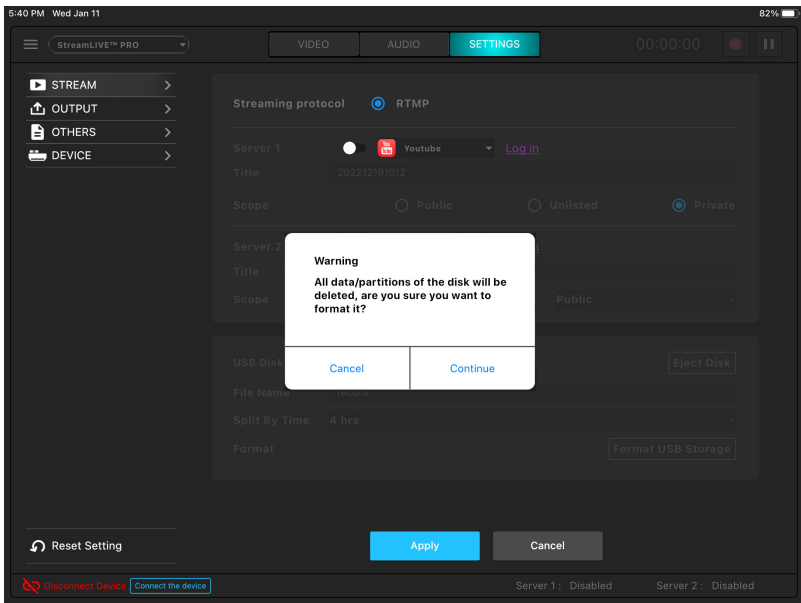 5:40 PM Wed Jan 11
82%
StreamLIVE™ PRO
VIDEO
AUDIO
SETTINGS
00:00:00
STREAM
OUTPUT
OTHERS
DEVICE
Streaming protocol
RTMP
Server 1
You Tube
Youtube
Log in
Title
202212191012
Scope
Public
Unlisted
Private
Server 2
Title
Scope
Public
Warning
All data/partitions of the disk will be
deleted, are you sure you want to
format it?
Cancel
Continue
USB Disk
Eject Disk
File Name
record
Split By Time
4 hrs
Format
Format USB Storage
Reset Setting
Apply
Cancel
Disconnect Device
Connect the device
Server 1 : Disabled
Server 2 : Disabled